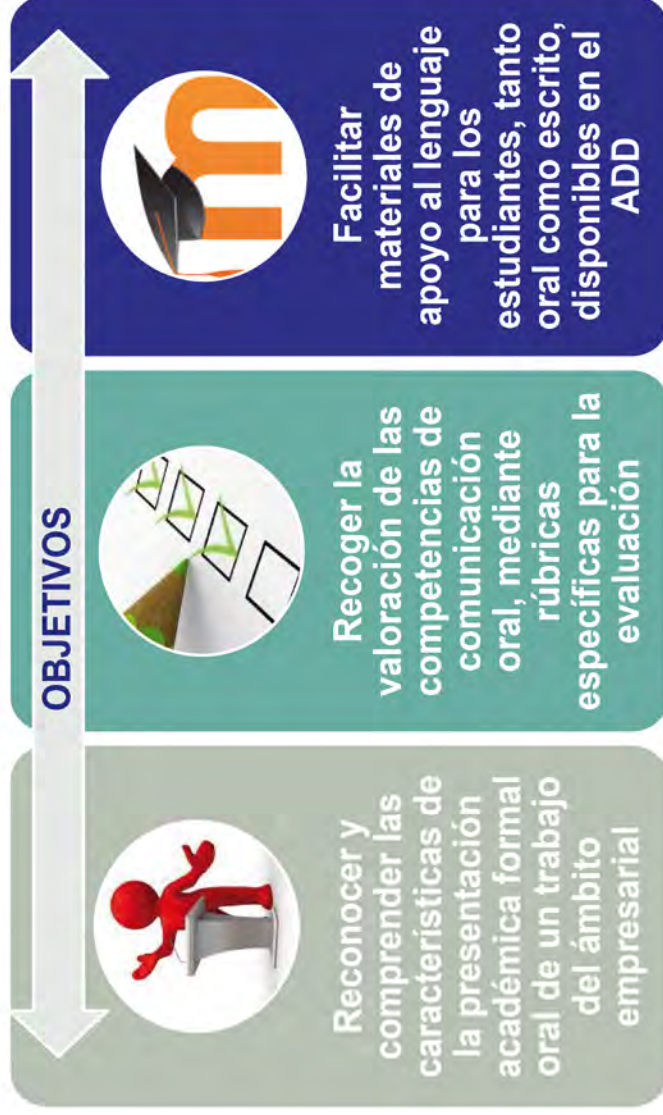 OBJETIVOS
Reconocer y
comprender las
características de
la presentación
académica formal
oral de un trabajo
del ámbito
empresarial
Recoger la
valoración de las
competencias de
comunicación
oral, mediante
rúbricas
específicas para la
evaluación
m
Facilitar
materiales de
apoyo al lenguaje
para los
estudiantes, tanto
oral como escrito,
disponibles en el
ADD